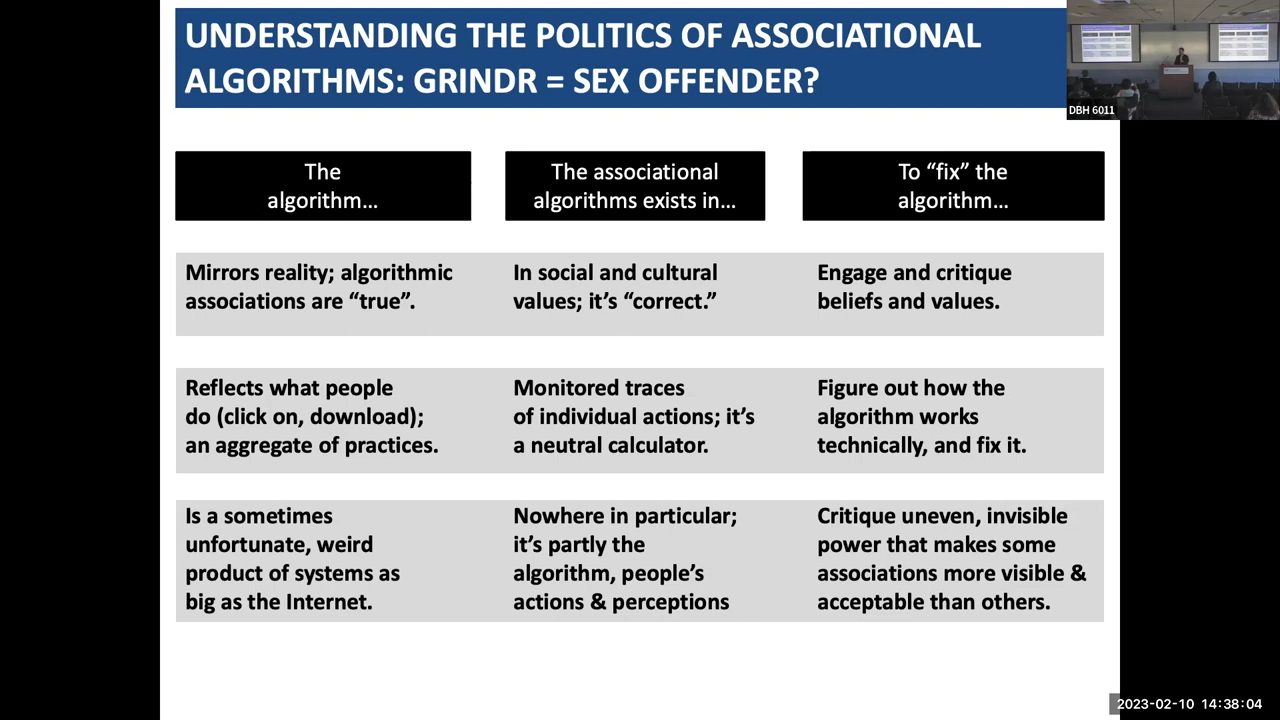 UNDERSTANDING THE POLITICS OF ASSOCIATIONAL
ALGORITHMS: GRINDR = SEX OFFENDER?
DBH 6011
The
algorithm…
The associational
algorithms exists in…
To “fix” the
algorithm…
Mirrors reality; algorithmic
associations are “true”.
In social and cultural
values; it’s “correct.”
Engage and critique
beliefs and values.
Reflects what people
do (click on, download);
an aggregate of practices.
Monitored traces
of individual actions; it’s
a neutral calculator.
Figure out how the
algorithm works
technically, and fix it.
Is a sometimes
unfortunate, weird
product of systems as
big as the Internet.
Nowhere in particular;
it’s partly the
algorithm, people’s
actions & perceptions
Critique uneven, invisible
power that makes some
associations more visible &
acceptable than others.
2023-02-10 14:38:04